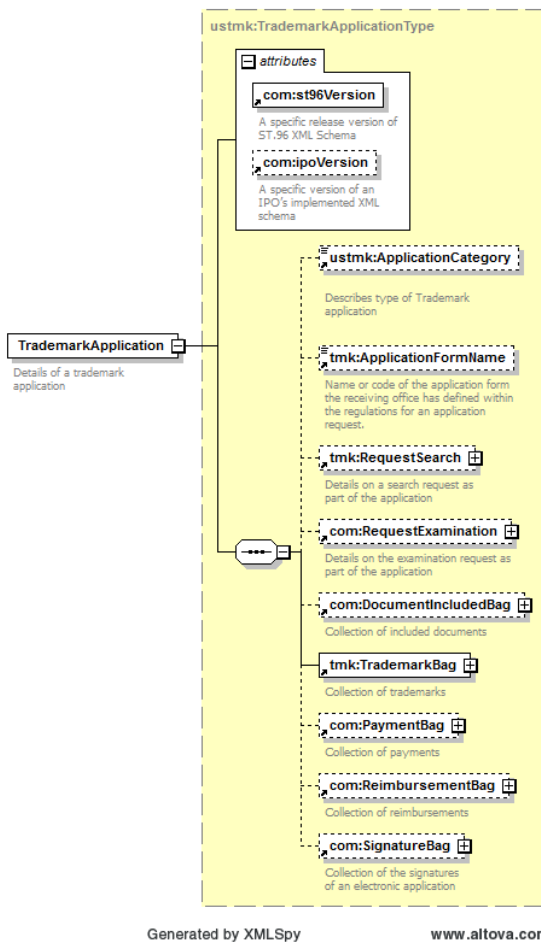 ustmk:TrademarkApplicationType
attributes
com:st96Version
A specific release version of
ST.96 XML Schema
com:ipoVersion
A specific version of an
IPO's implemented XML
schema
TrademarkApplication
Details of a trademark
application
ustmk:ApplicationCategory
Describes type of Trademark
application
tmk:ApplicationFormName
Name or code of the application form
the receiving office has defined within
the regulations for an application
request.
tmk:RequestSearch
Details on a search request as
part of the application
com:RequestExamination
Details on the examination request as
part of the application
com:DocumentIncludedBag
Collection of included documents
tmk:TrademarkBag
Collection of trademarks
com:PaymentBag
Collection of payments
com:ReimbursementBag
Collection of reimbursements
com:SignatureBag
Collection of the signatures
of an electronic application
Generated by XMLSpy
www.altova.com